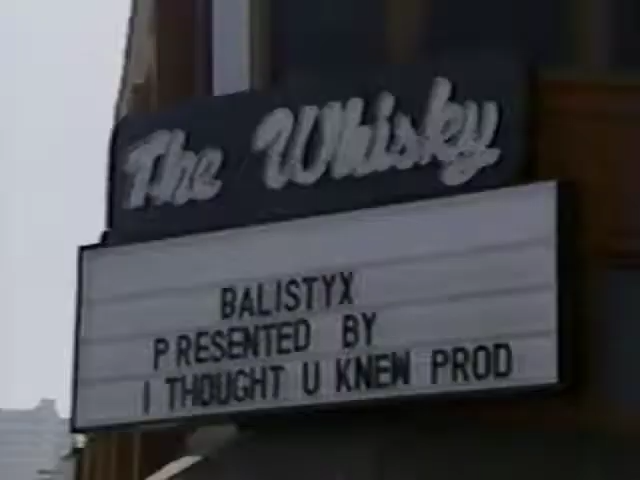 The Whisky
BALISTYX
PRESENTED BY
I THOUGHT U KNEW PROD